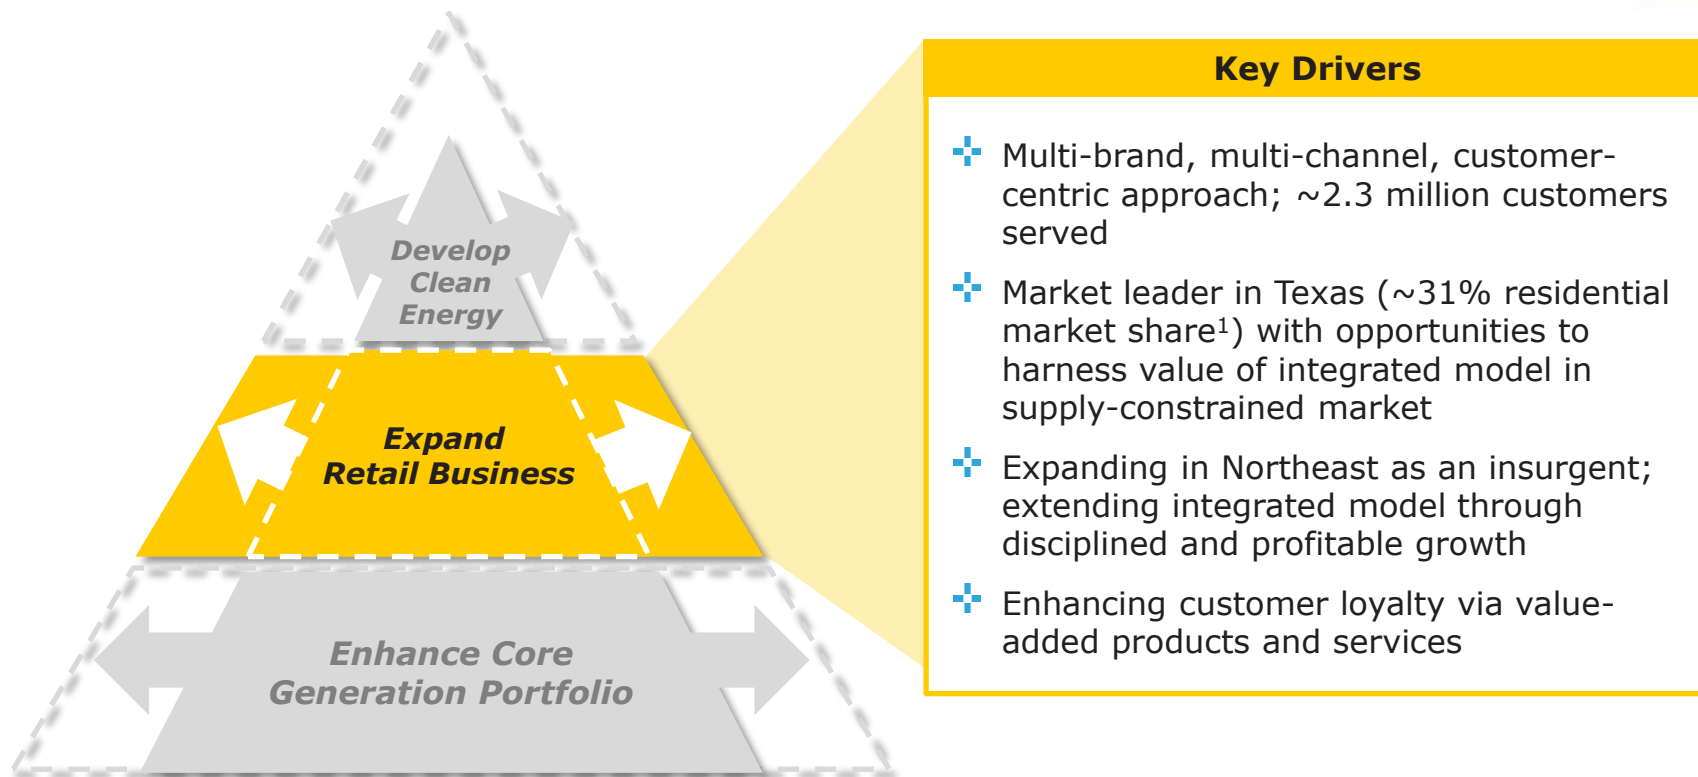 Develop
Clean
Energy
Expand
Retail Business
Enhance Core
Generation Portfolio
Key Drivers
Multi-brand, multi-channel, customer-
centric approach; ~2.3 million customers
served
Market leader in Texas (~31% residential
market share¹) with opportunities to
harness value of integrated model in
supply-constrained market
Expanding in Northeast as an insurgent;
extending integrated model through
disciplined and profitable growth
Enhancing customer loyalty via value-
added products and services